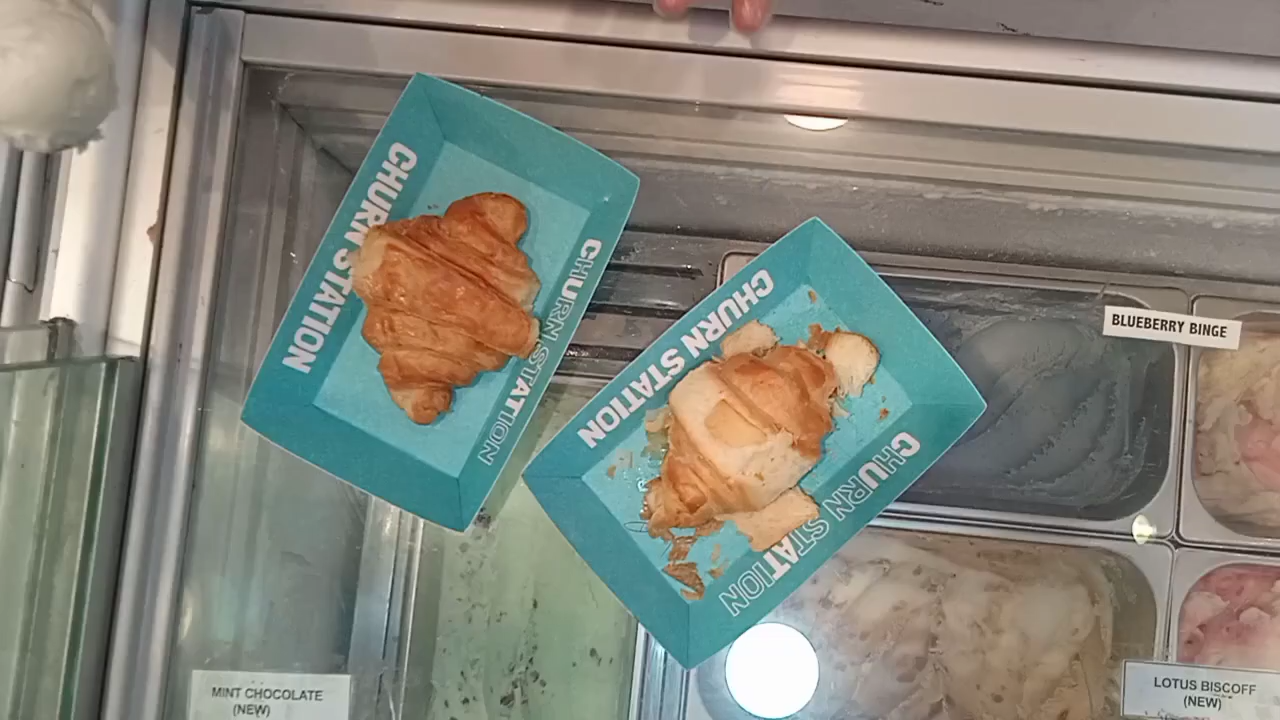 CHURN STATION
CHURN STATION
CHURN STATION
CHURN STATION
BLUEBERRY BINGE
MINT CHOCOLATE
(NEW)
LOTUS BISCOFF
(NEW)